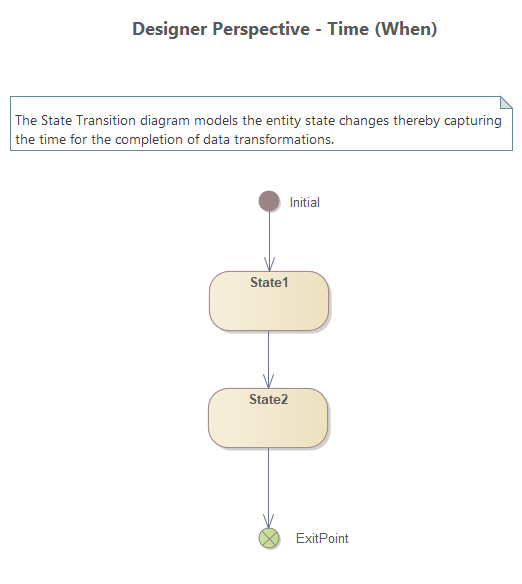 Designer Perspective - Time (When)
The State Transition diagram models the entity state changes thereby capturing
the time for the completion of data transformations.
Initial
State1
State2
ExitPoint